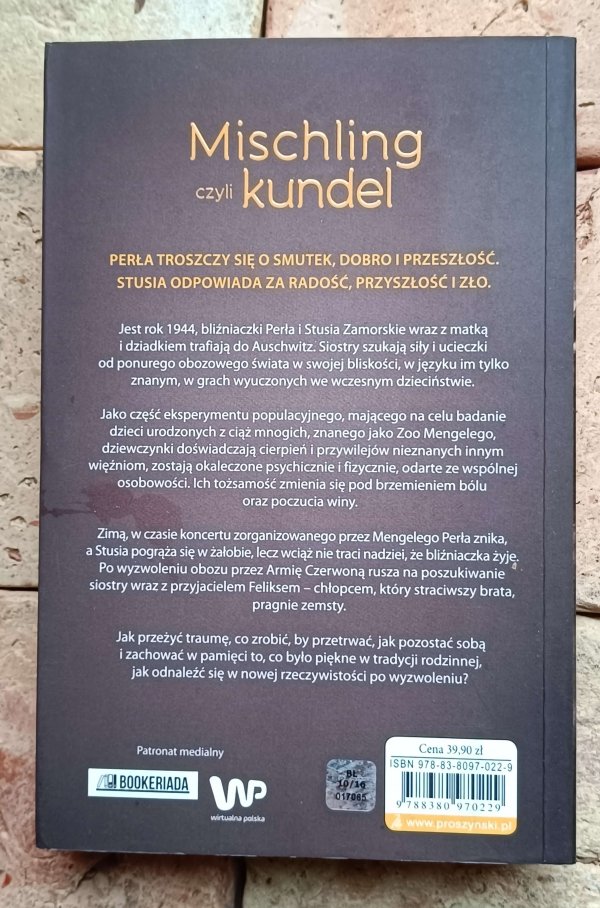 Mischling
czyli kundel
PERŁA TROSZCZY SIĘ O SMUTEK, DOBRO I PRZESZŁOŚĆ.
STUSIA ODPOWIADA ZA RADOŚĆ, PRZYSZŁOŚĆ I ZŁO.
Jest rok 1944, bliźniaczki Perła i Stusia Zamorskie wraz z matką
i dziadkiem trafiają do Auschwitz. Siostry szukają siły i ucieczki
od ponurego obozowego świata w swojej bliskości, w języku im tylko
znanym, w grach wyuczonych we wczesnym dzieciństwie.
Jako część eksperymentu populacyjnego, mającego na celu badanie
dzieci urodzonych z ciąż mnogich, znanego jako Zoo Mengelego,
dziewczynki doświadczają cierpień i przywilejów nieznanych innym
więźniom, zostają okaleczone psychicznie i fizycznie, odarte ze wspólnej
osobowości. Ich tożsamość zmienia się pod brzemieniem bólu
oraz poczucia winy.
Zimą, w czasie koncertu zorganizowanego przez Mengelego Perła znika,
a Stusia pogrąża się w żałobie, lecz wciąż nie traci nadziei, że bliźniaczka żyje.
Po wyzwoleniu obozu przez Armię Czerwoną rusza na poszukiwanie
siostry wraz z przyjacielem Feliksem – chłopcem, który straciwszy brata,
pragnie zemsty.
Jak przeżyć traumę, co zrobić, by przetrwać, jak pozostać sobą
i zachować w pamięci to, co było piękne w tradycji rodzinnej,
jak odnaleźć się w nowej rzeczywistości po wyzwoleniu?
Patronat medialny
BOOKERIADA
WP
wirtualna polska
BŁ
10/16
017065
Cena 39,90 zł
ISBN 978-83-8097-022-9
9 788380 970229
www.proszynski.pl